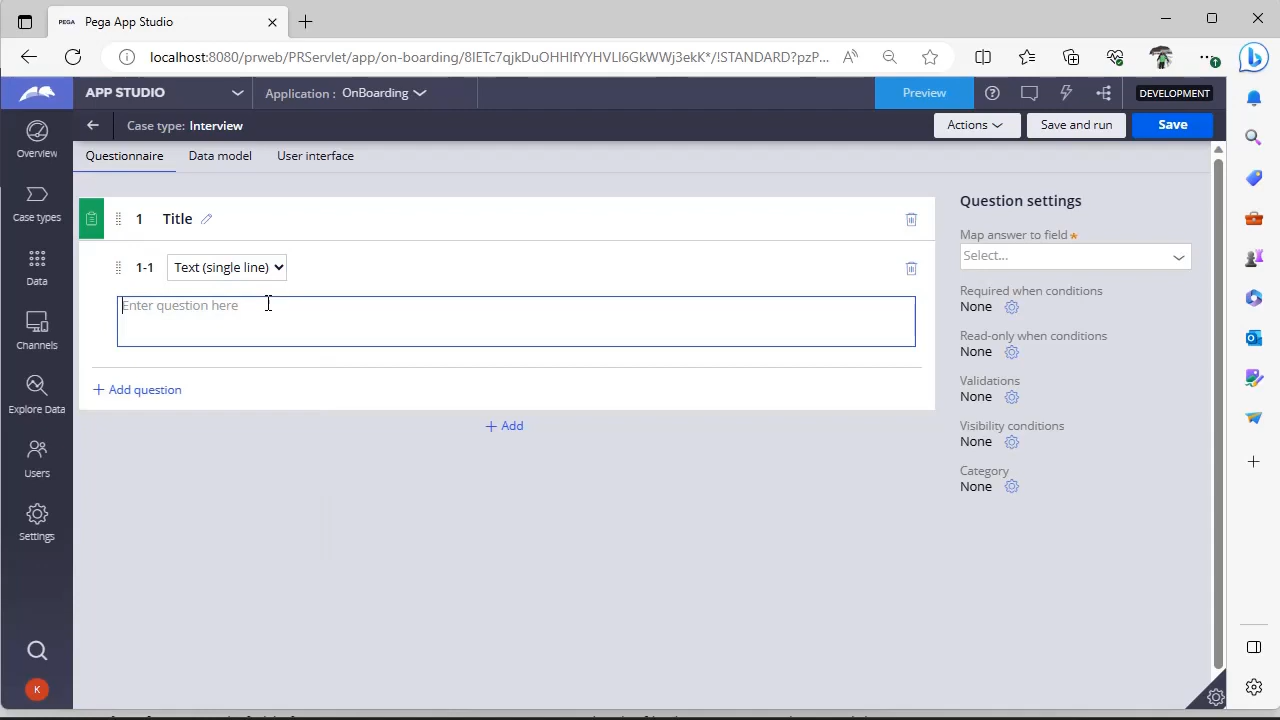 Pega App Studio
localhost:8080/prweb/PRServlet/app/on-boarding/
APP STUDIO
Application : OnBoarding
Preview
DEVELOPMENT
Case type: Interview
Actions
Save and run
Save
Questionnaire
Data model
User interface
1 Title
1-1 Text (single line)
Enter question here
+ Add question
+ Add
Question settings
Map answer to field ★
Select...
Required when conditions
None
Read-only when conditions
None
Validations
None
Visibility conditions
None
Category
None
Overview
Case types
Data
Channels
Explore Data
Users
Settings
K